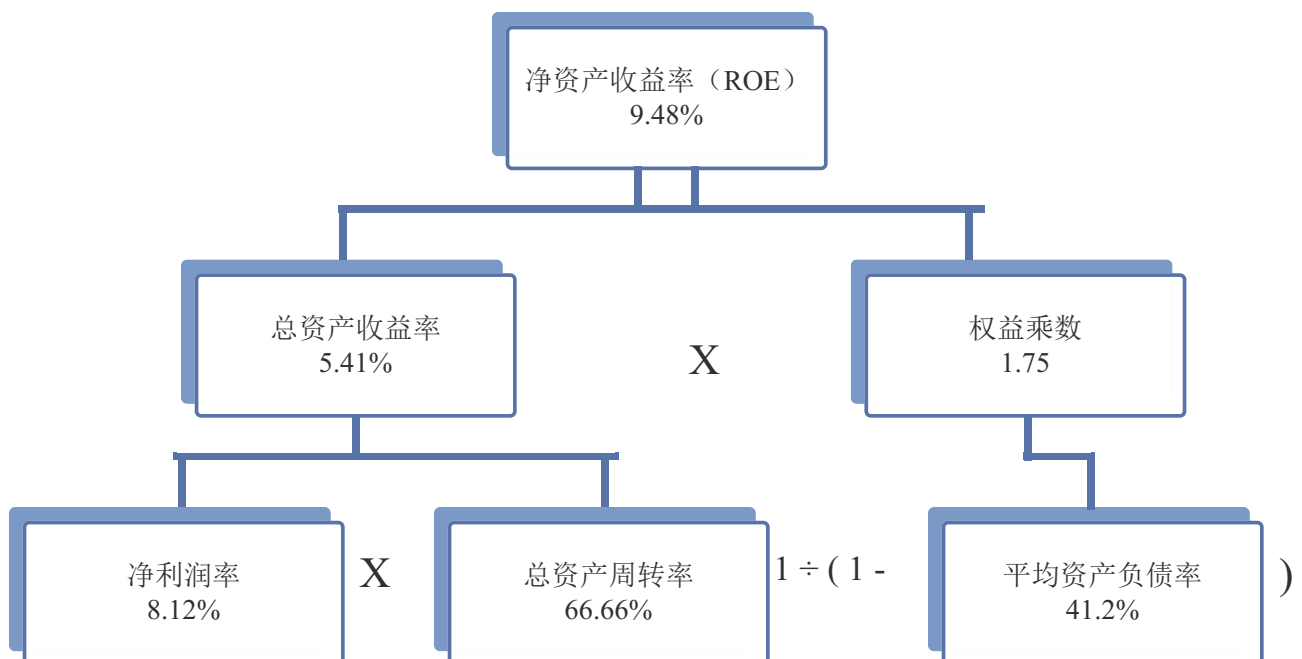 净资产收益率（ROE）
9.48%
总资产收益率
5.41%
X
权益乘数
1.75
净利润率
8.12%
X
总资产周转率
66.66%
1 ÷ ( 1 -
平均资产负债率
41.2%
)